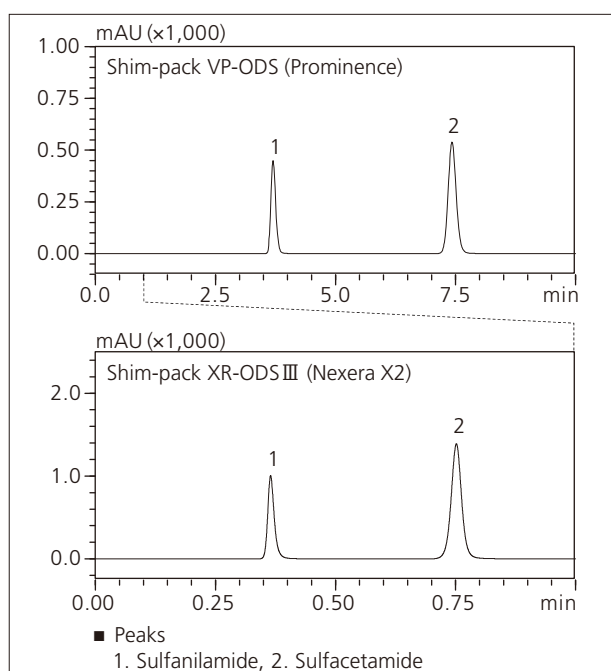 mAU (×1,000)
1.00
Shim-pack VP-ODS (Prominence)
0.75
2
0.50
1
0.25
0.00
0.0 2.5 5.0 7.5 min
mAU (×1,000)
Shim-pack XR-ODSⅢ (Nexera X2)
2.0
2
1
1.0
0.0
0.00 0.25 0.50 0.75 min
■ Peaks
1. Sulfanilamide, 2. Sulfacetamide